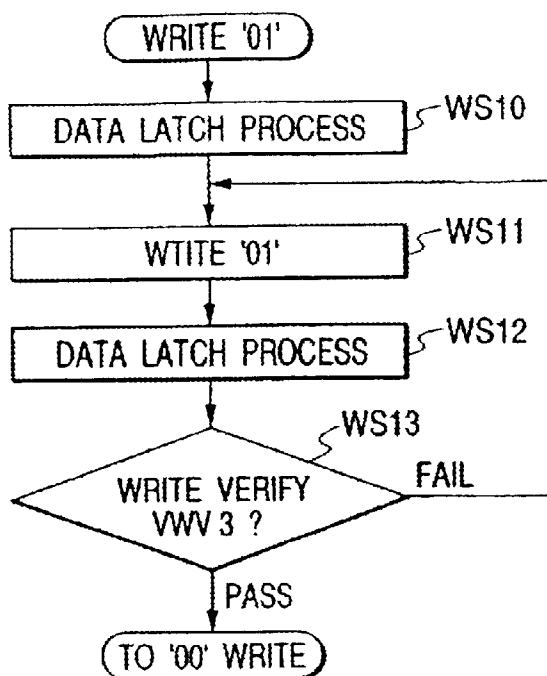 WRITE '01'
DATA LATCH PROCESS
WS10
WTITE '01'
WS11
DATA LATCH PROCESS
WS12
WS13
WRITE VERIFY
VWV 3 ?
FAIL
PASS
TO '00' WRITE